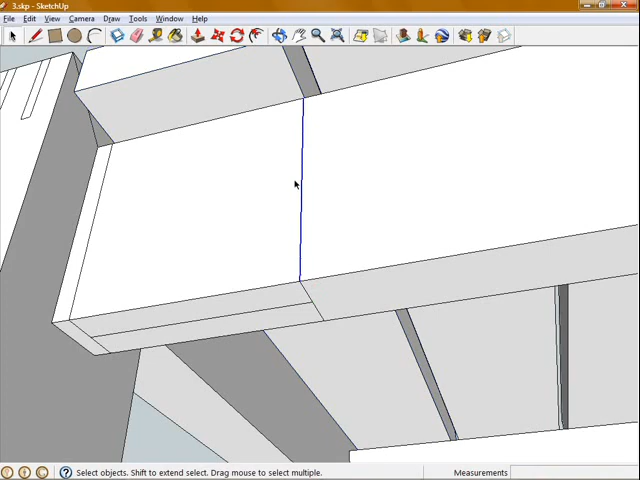 3.skp - SketchUp
File Edit View Camera Draw Tools Window Help
Select objects. Shift to extend select. Drag mouse to select multiple.
Measurements